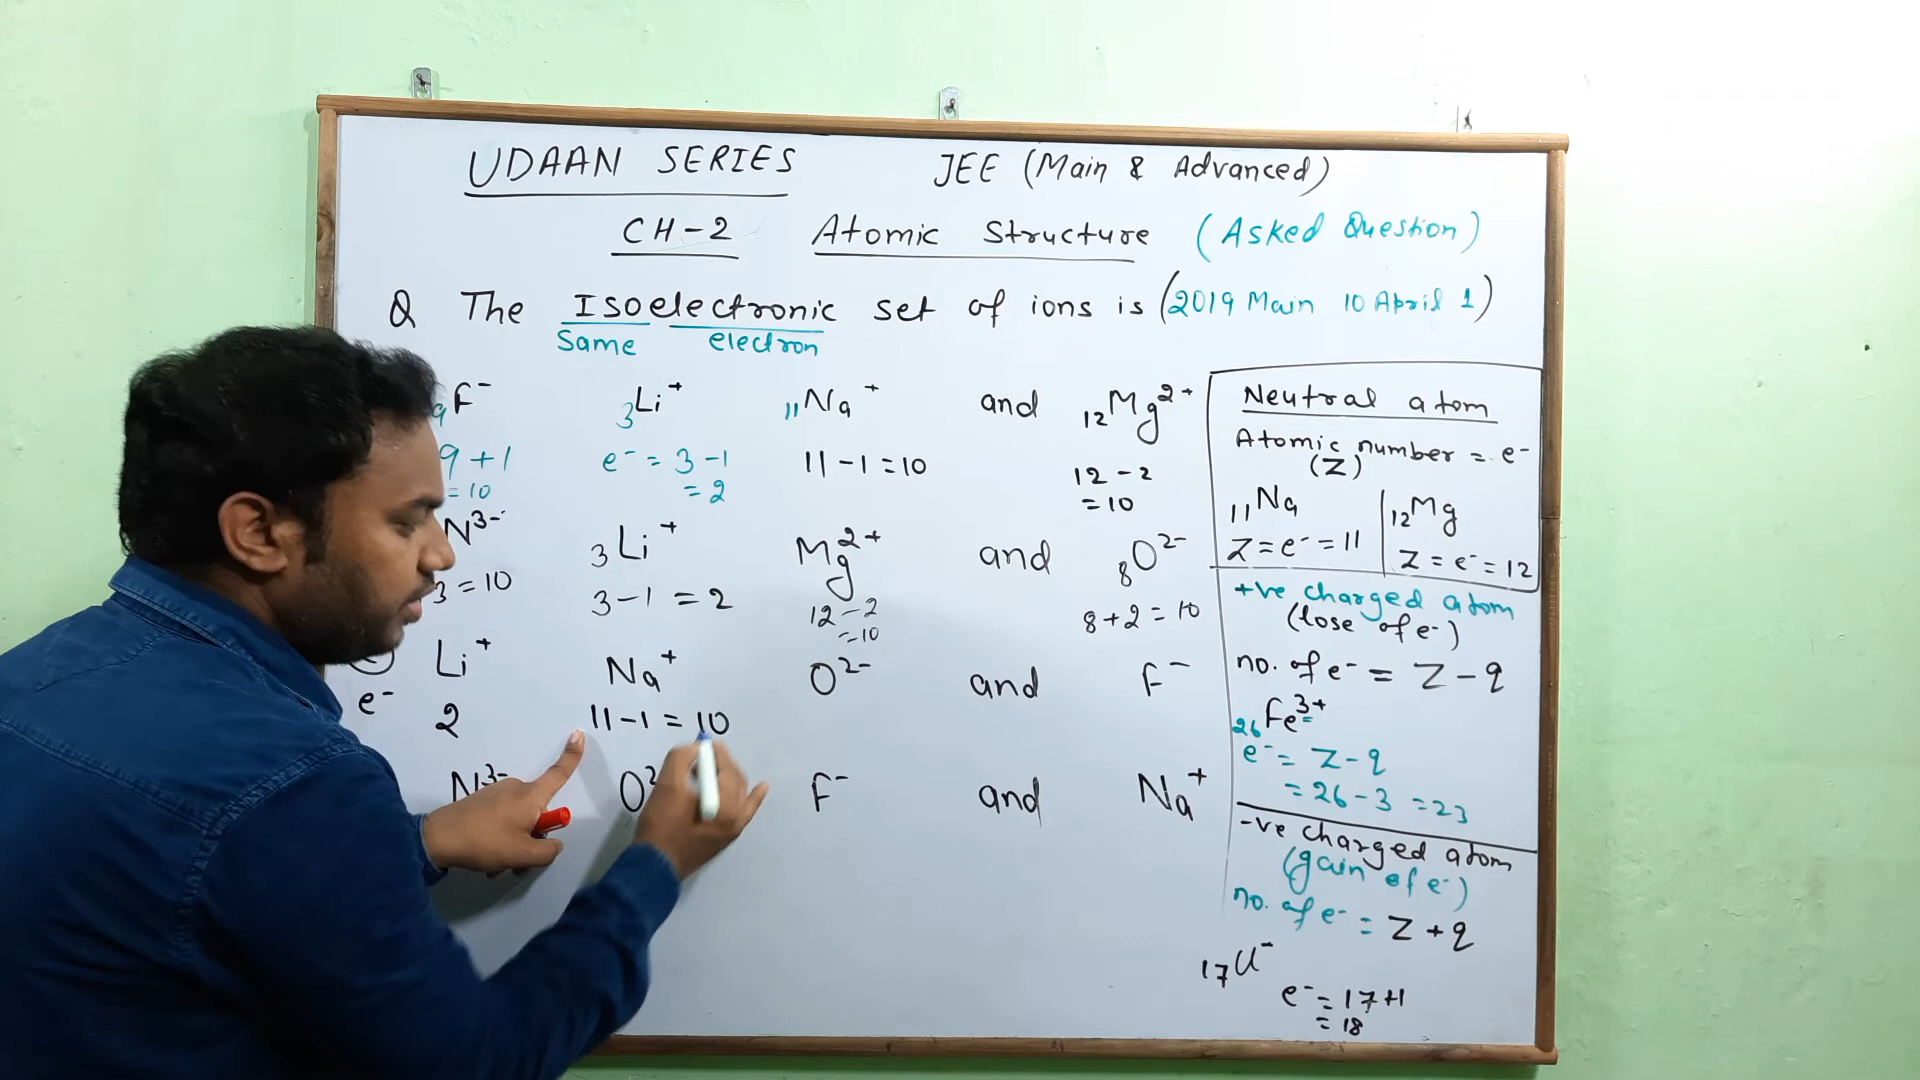 UDAAN SERIES JEE (Main & Advanced)
CH-2 Atomic Structure (Asked Question)
Q The Isoelectronic set of ions is (2019 Main 10 April 1)
Same electron
9F⁻ 3Li⁺ 11Na⁺ and 12Mg²⁺
9+1 e⁻ = 3-1 11-1=10 12-2
=10 = 2 =10
N³⁻ 3Li⁺ Mg²⁺ and 8O²⁻
3=10 3-1 = 2 12-2 8+2=10
=10
Li⁺ Na⁺ O²⁻ and F⁻
e⁻ 2 11-1 = 10
N³⁻ O² F⁻ and Na⁺
Neutral atom
Atomic number = e⁻
(Z)
11Na 12Mg
Z = e⁻ = 11 Z = e⁻ = 12
+ve charged atom
(lose of e⁻)
no. of e⁻ = Z-q
26Fe³⁺
e⁻ = Z-q
= 26-3 = 23
-ve charged atom
(gain of e⁻)
no. of e⁻ = Z+q
17Cl⁻
e⁻ = 17+1
= 18